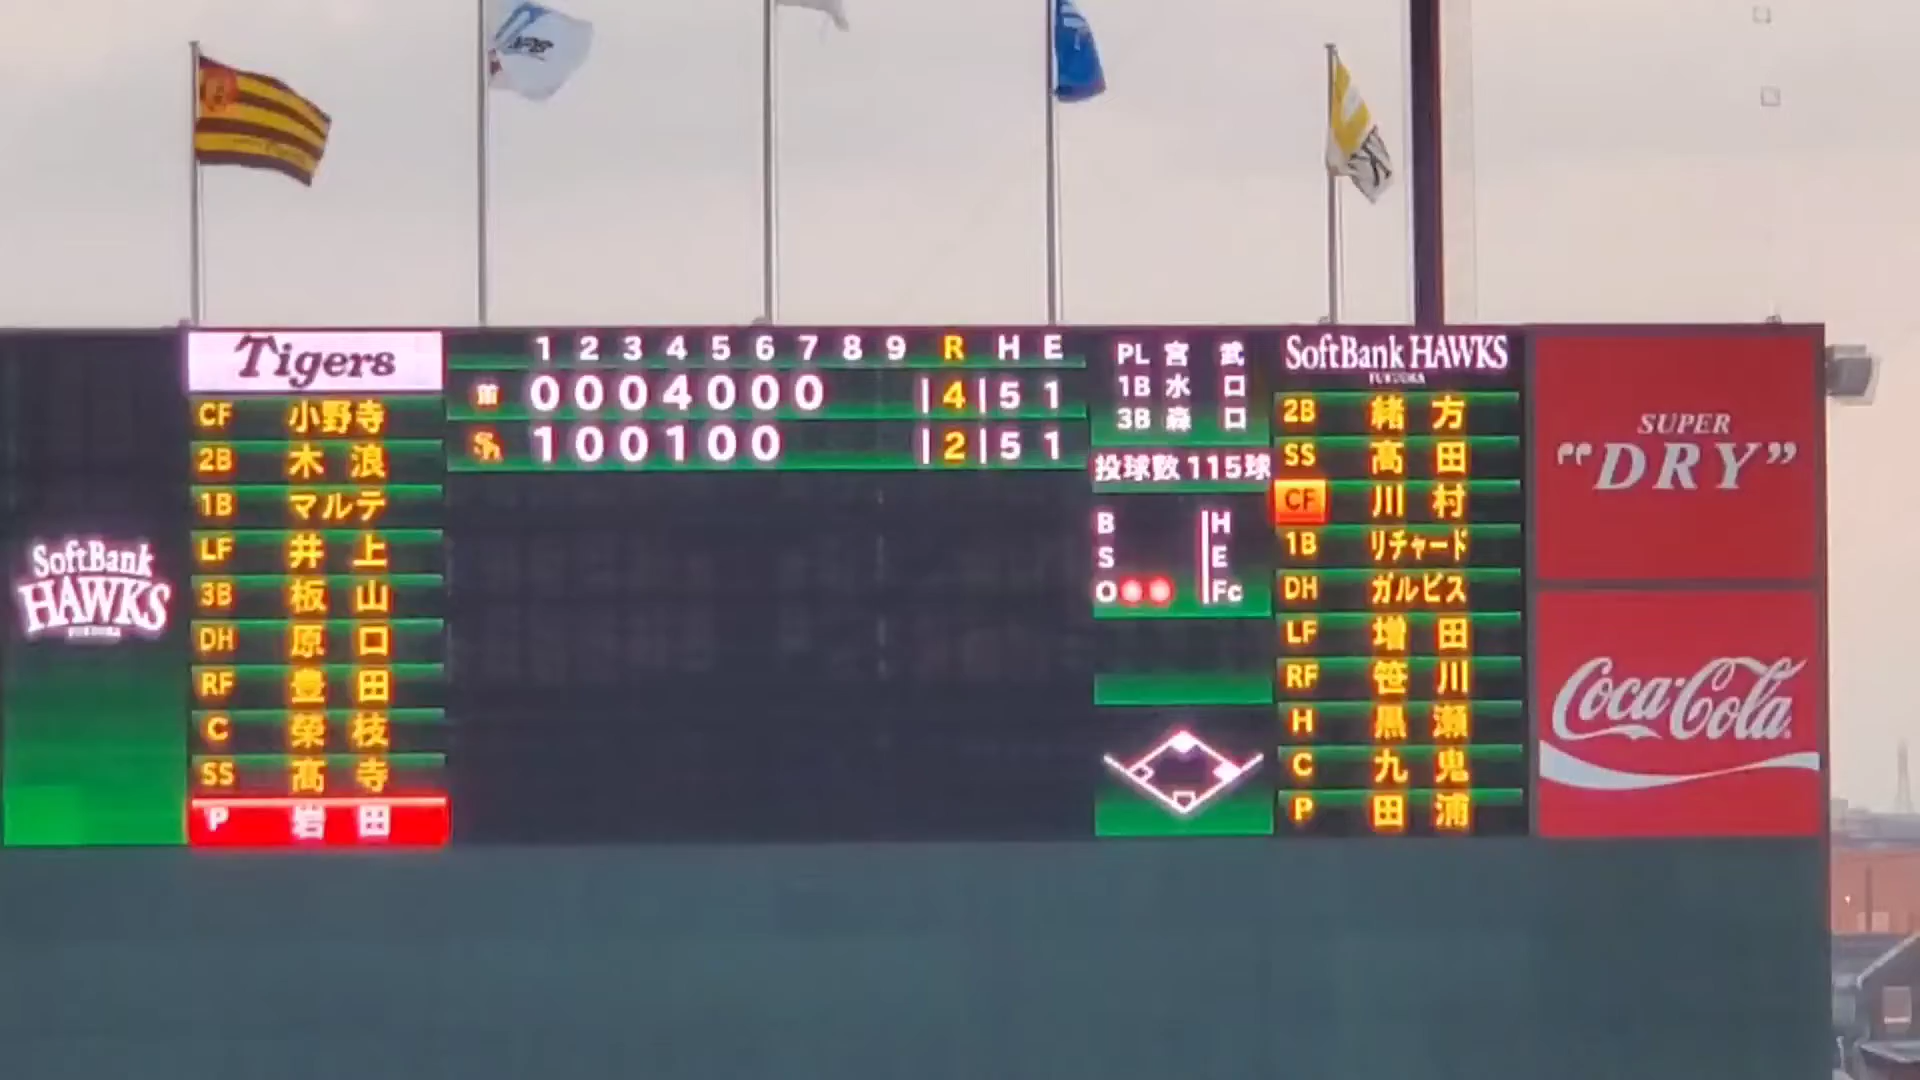 Tigers
CF 小野寺
2B 木浪
1B マルテ
LF 井上
3B 板山
DH 原口
RF 豊田
C 榮枝
SS 髙寺
P 岩田
SoftBank
HAWKS
1 2 3 4 5 6 7 8 9 R H E
0 0 0 4 0 0 0 4 5 1
1 0 0 1 0 0 2 5 1
PL 宮武
1B 水口
3B 森口
投球数 115球
B H
S E
O Fc
SoftBank HAWKS
2B 緒方
SS 髙田
CF 川村
1B リチャード
DH ガルビス
LF 増田
RF 笹川
H 黒瀬
C 九鬼
P 田浦
SUPER
"DRY"
Coca-Cola